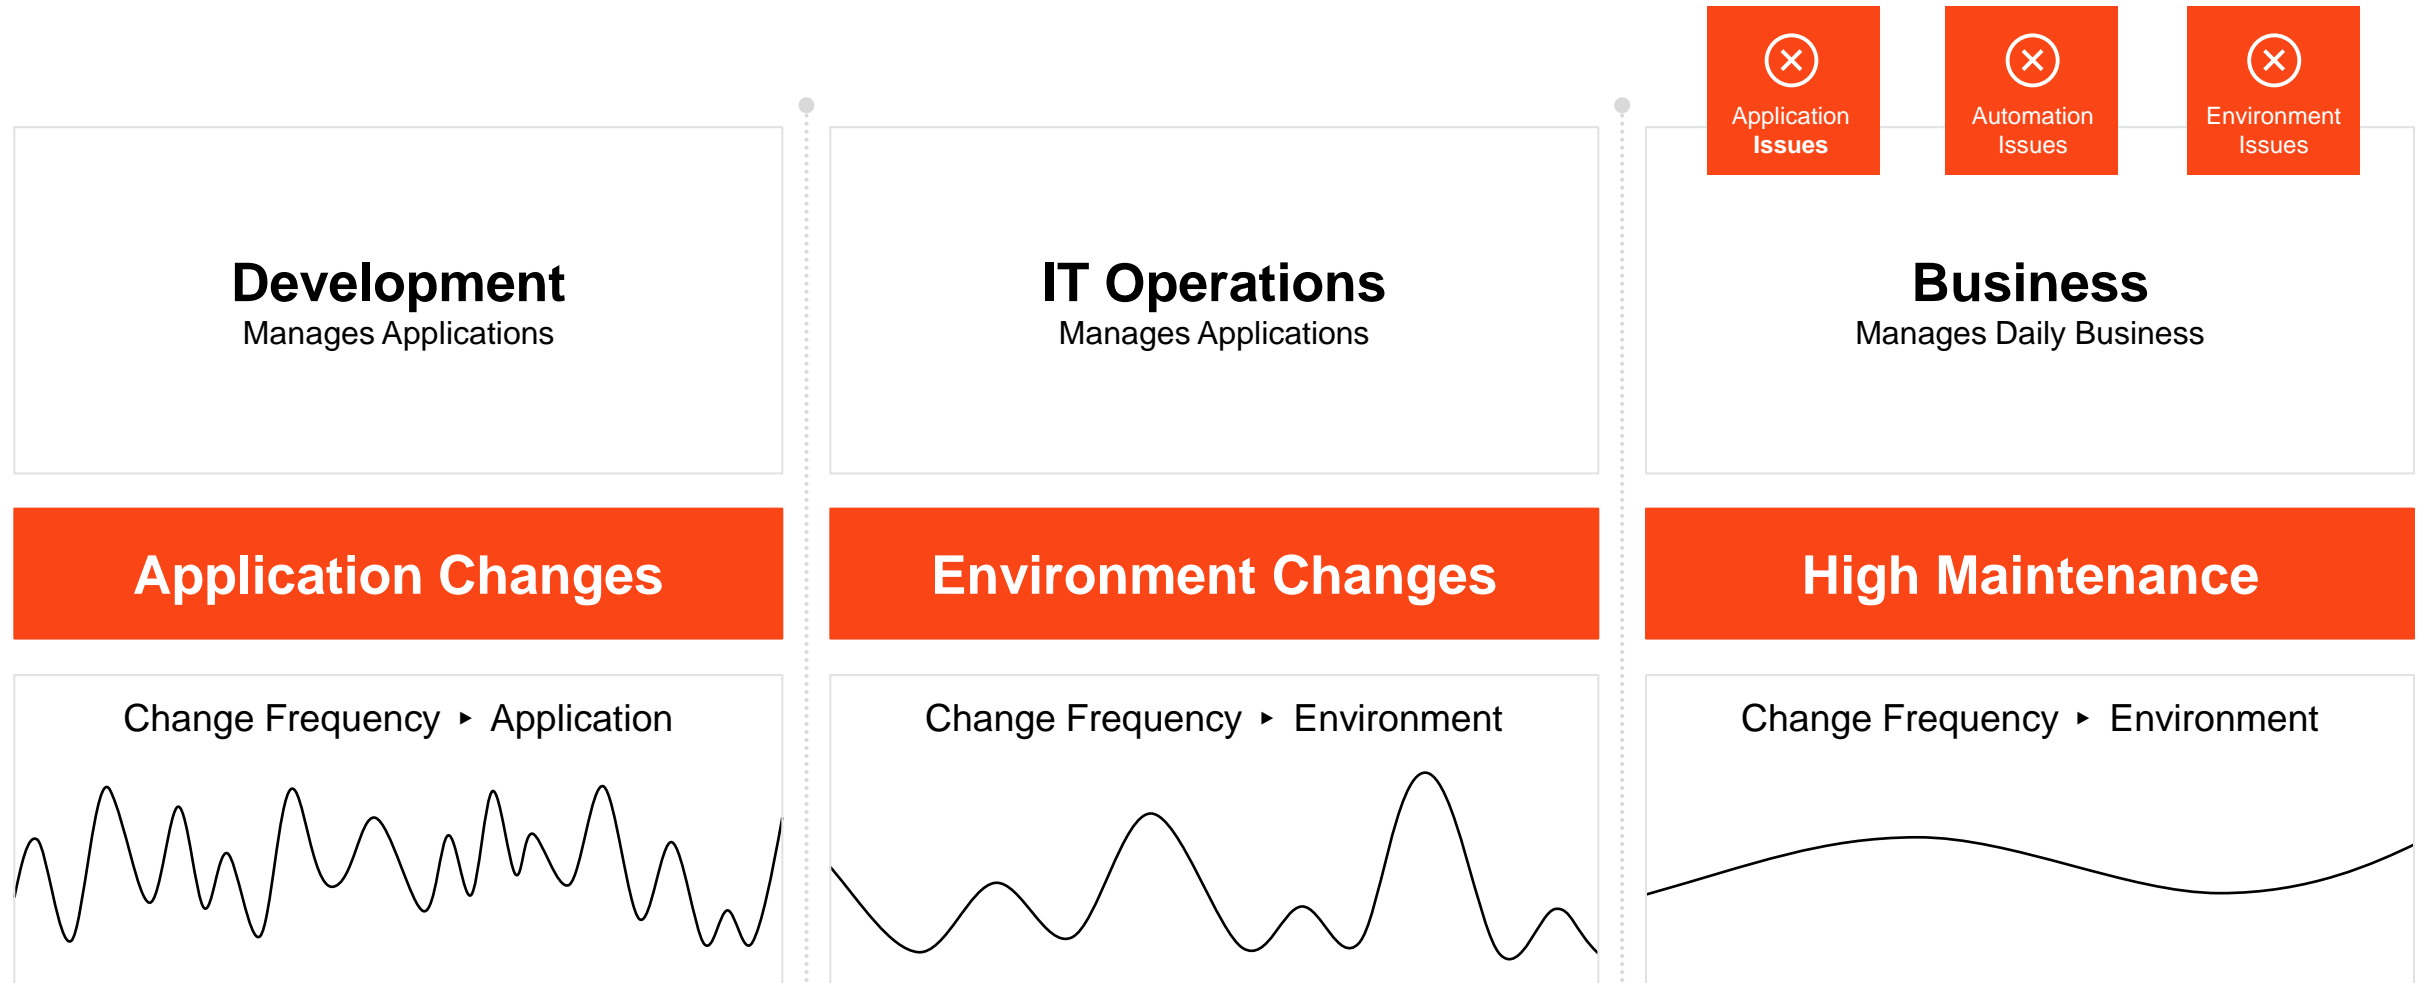 Application
Issues
Automation
Issues
Environment
Issues
Development
Manages Applications
IT Operations
Manages Applications
Business
Manages Daily Business
Application Changes
Environment Changes
High Maintenance
Change Frequency ‣ Application
Change Frequency ‣ Environment
Change Frequency ‣ Environment